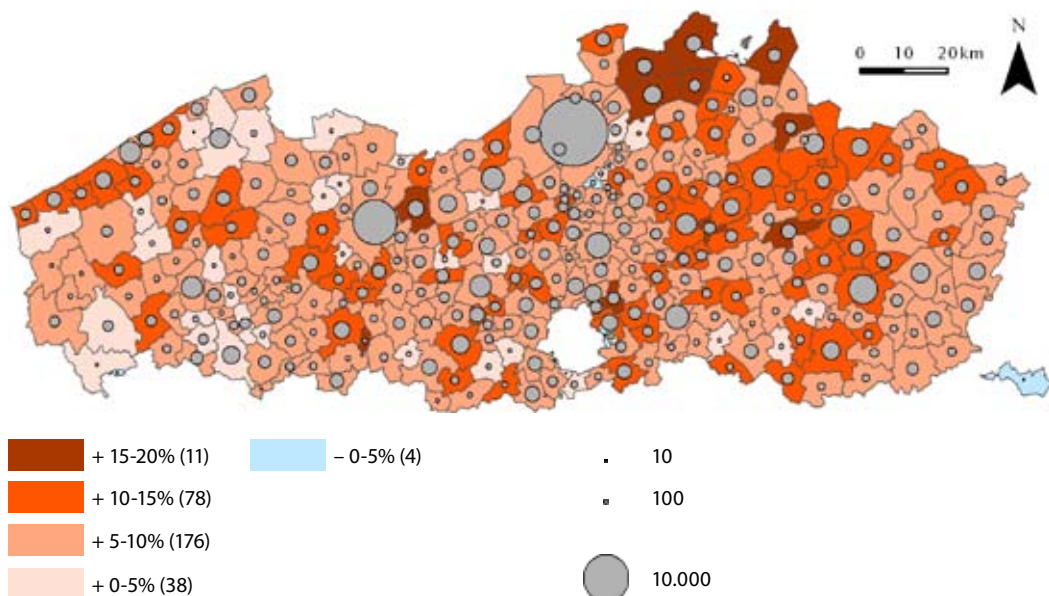 N
0 10 20km
+ 15-20% (11)
– 0-5% (4)
10
+ 10-15% (78)
100
+ 5-10% (176)
+ 0-5% (38)
10.000